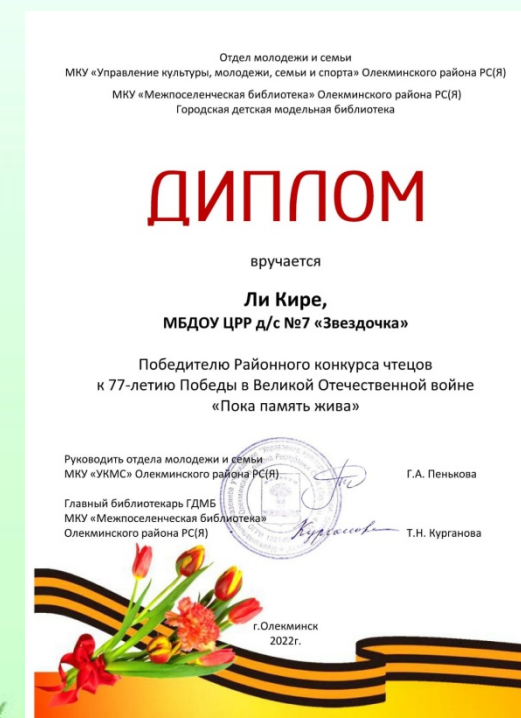 Отдел молодежи и семьи
МКУ «Управление культуры, молодежи, семьи и спорта» Олекминского района РС(Я)
МКУ «Межпоселенческая библиотека» Олекминского района РС(Я)
Городская детская модельная библиотека
ДИПЛОМ
вручается
Ли Кире,
МБДОУ ЦРР д/с №7 «Звездочка»
Победителю Районного конкурса чтецов
к 77-летию Победы в Великой Отечественной войне
«Пока память жива»
Руководить отдела молодежи и семьи
МКУ «УКМС» Олекминского района РС(Я) Г.А. Пенькова
Главный библиотекарь ГДМБ
МКУ «Межпоселенческая библиотека»
Олекминского района РС(Я) Т.Н. Курганова
г.Олекминск
2022г.